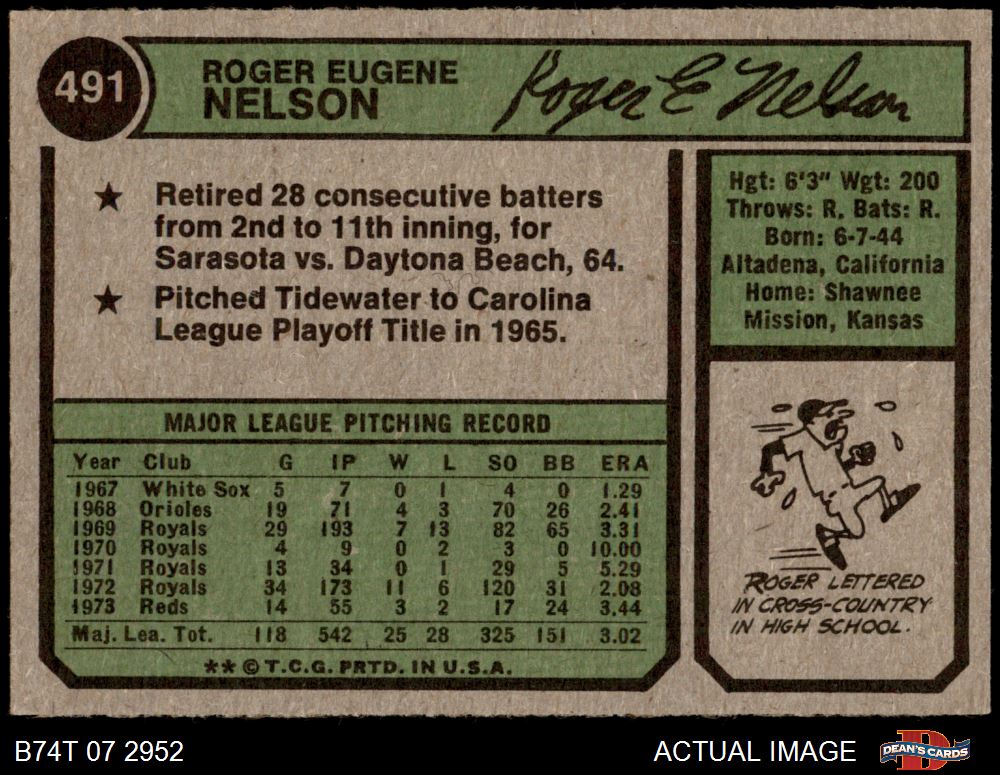 491
ROGER EUGENE
NELSON
Roger E Nelson
★ Retired 28 consecutive batters
from 2nd to 11th inning, for
Sarasota vs. Daytona Beach, 64.
★ Pitched Tidewater to Carolina
League Playoff Title in 1965.
MAJOR LEAGUE PITCHING RECORD
Year Club G IP W L SO BB ERA
1967 White Sox 5 7 0 1 4 0 1.29
1968 Orioles 19 71 4 3 70 26 2.41
1969 Royals 29 193 7 13 82 65 3.31
1970 Royals 4 9 0 2 3 0 10.00
1971 Royals 13 34 0 1 29 5 5.29
1972 Royals 34 173 11 6 120 31 2.08
1973 Reds 14 55 3 2 17 24 3.44
Maj. Lea. Tot. 118 542 25 28 325 151 3.02
** © T.C.G. PRTD. IN U.S.A.
Hgt: 6'3" Wgt: 200
Throws: R. Bats: R.
Born: 6-7-44
Altadena, California
Home: Shawnee
Mission, Kansas
ROGER LETTERED
IN CROSS-COUNTRY
IN HIGH SCHOOL.
B74T 07 2952
ACTUAL IMAGE
D
DEAN'S CARDS